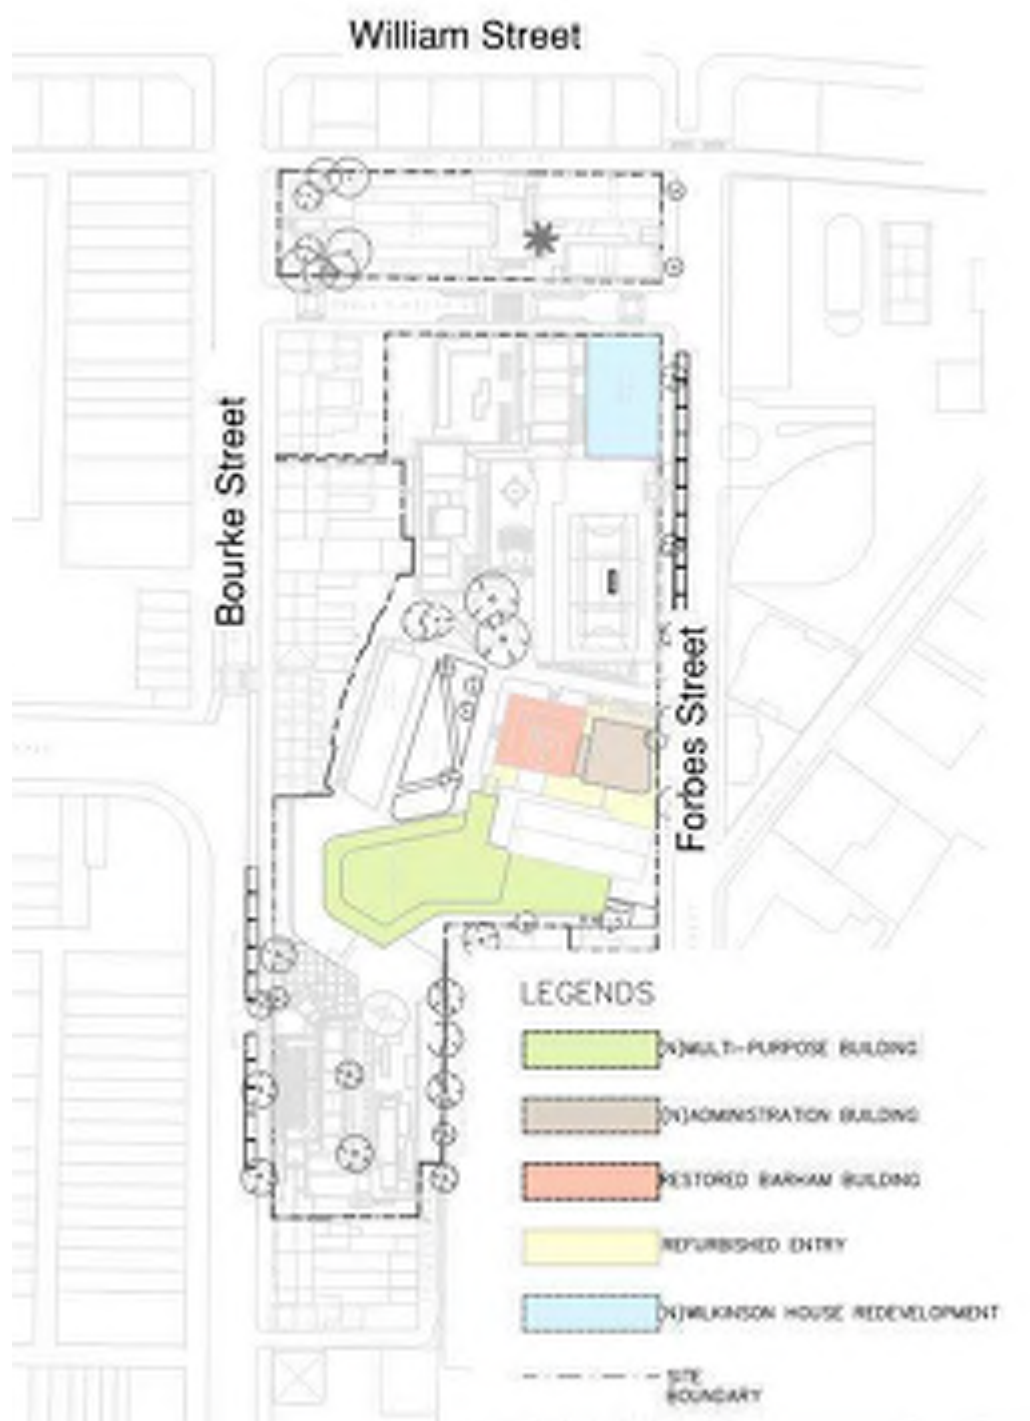 William Street
Bourke Street
Forbes Street
LEGENDS
(N)MULTI-PURPOSE BUILDING
(N)ADMINISTRATION BUILDING
RESTORED BARHAM BUILDING
REFURBISHED ENTRY
(N)WILKINSON HOUSE REDEVELOPMENT
SITE
BOUNDARY